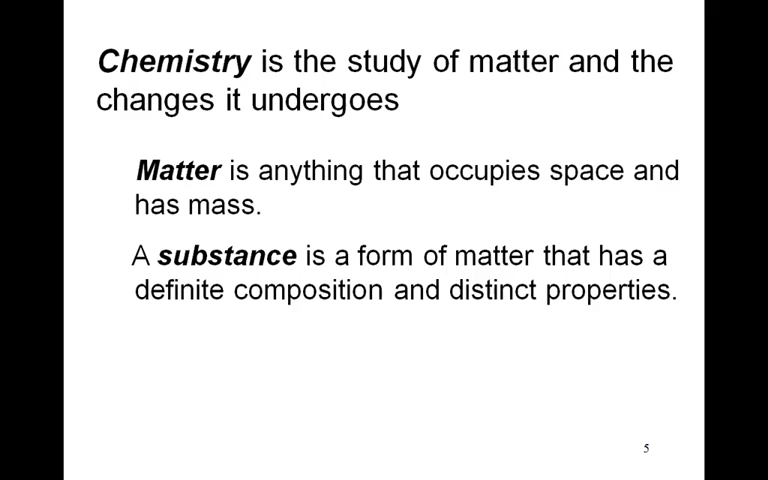 Chemistry is the study of matter and the
changes it undergoes
Matter is anything that occupies space and
has mass.
A substance is a form of matter that has a
definite composition and distinct properties.
5